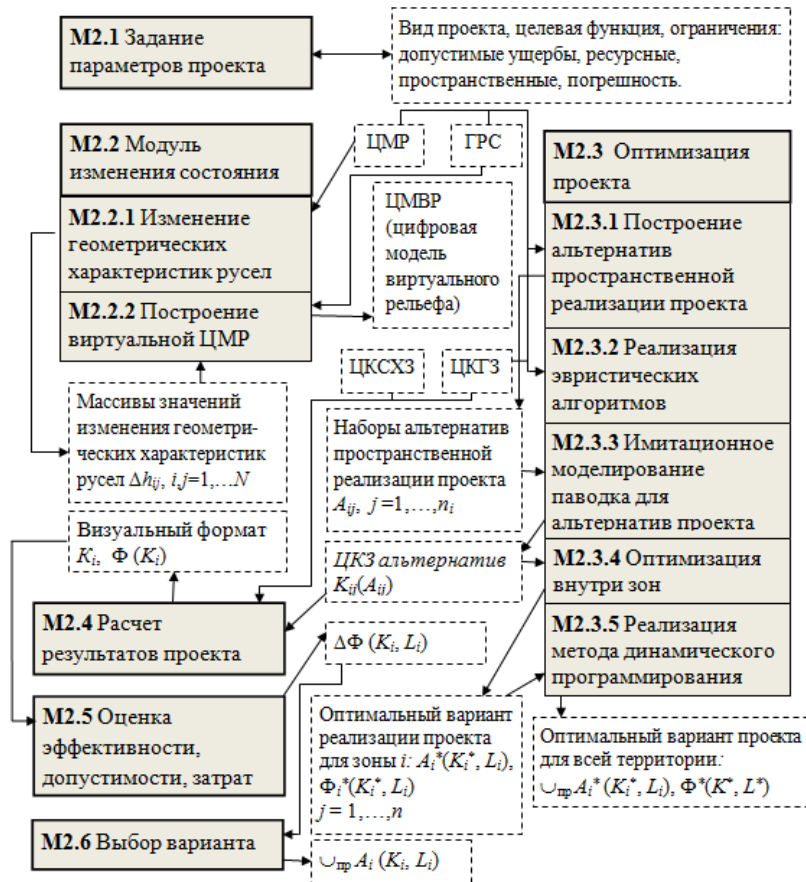 М2.1 Задание
параметров проекта
Вид проекта, целевая функция, ограничения:
допустимые ущербы, ресурсные,
пространственные, погрешность.
М2.2 Модуль
изменения состояния
М2.2.1 Изменение
геометрических
характеристик русел
М2.2.2 Построение
виртуальной ЦМР
ЦМР
ГРС
ЦМВР
(цифровая
модель
виртуального
рельефа)
М2.3 Оптимизация
проекта
М2.3.1 Построение
альтернатив
пространственной
реализации проекта
М2.3.2 Реализация
эвристических
алгоритмов
М2.3.3 Имитационное
моделирование
паводка для
альтернатив проекта
М2.3.4 Оптимизация
внутри зон
М2.3.5 Реализация
метода динамического
программирования
ЦКСХЗ
ЦКГЗ
Массивы значений
изменения геометри-
ческих характеристик
русел Δhij, i,j=1,…N
Наборы альтернатив
пространственной
реализации проекта
Aij, j =1,…,ni
Визуальный формат
Ki, Φ (Ki)
ЦКЗ альтернатив
Kij(Aij)
М2.4 Расчет
результатов проекта
ΔΦ (Ki, Li)
М2.5 Оценка
эффективности,
допустимости, затрат
Оптимальный вариант
реализации проекта
для зоны i: Ai*(Ki*, Li),
Φi*(Ki*, Li)
j = 1,…,n
Оптимальный вариант проекта
для всей территории:
∪пр Ai* (Ki*, Li), Φ*(K*, L*)
М2.6 Выбор варианта
∪пр Ai (Ki, Li)